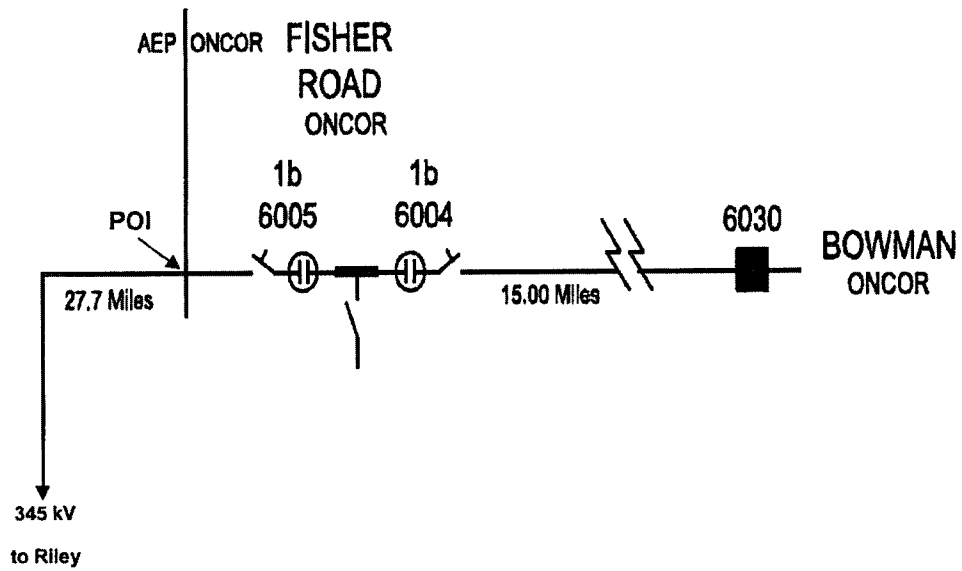 AEP ONCOR
FISHER
ROAD
ONCOR
1b
6005
1b
6004
6030
POI
BOWMAN
ONCOR
27.7 Miles
15.00 Miles
345 kV
to Riley